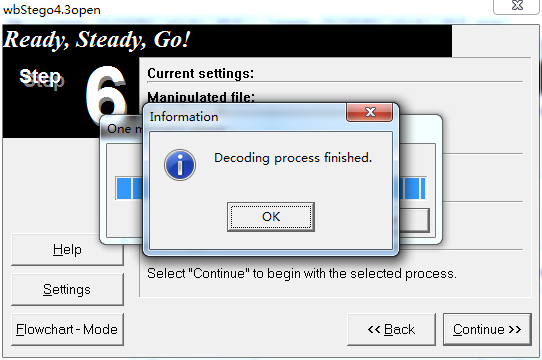 wbStego4.3open
Ready, Steady, Go!
Step 6
Current settings:
Manipulated file:
One m
Information
Decoding process finished.
OK
Help
Select "Continue" to begin with the selected process.
Settings
Flowchart - Mode
<< Back
Continue >>